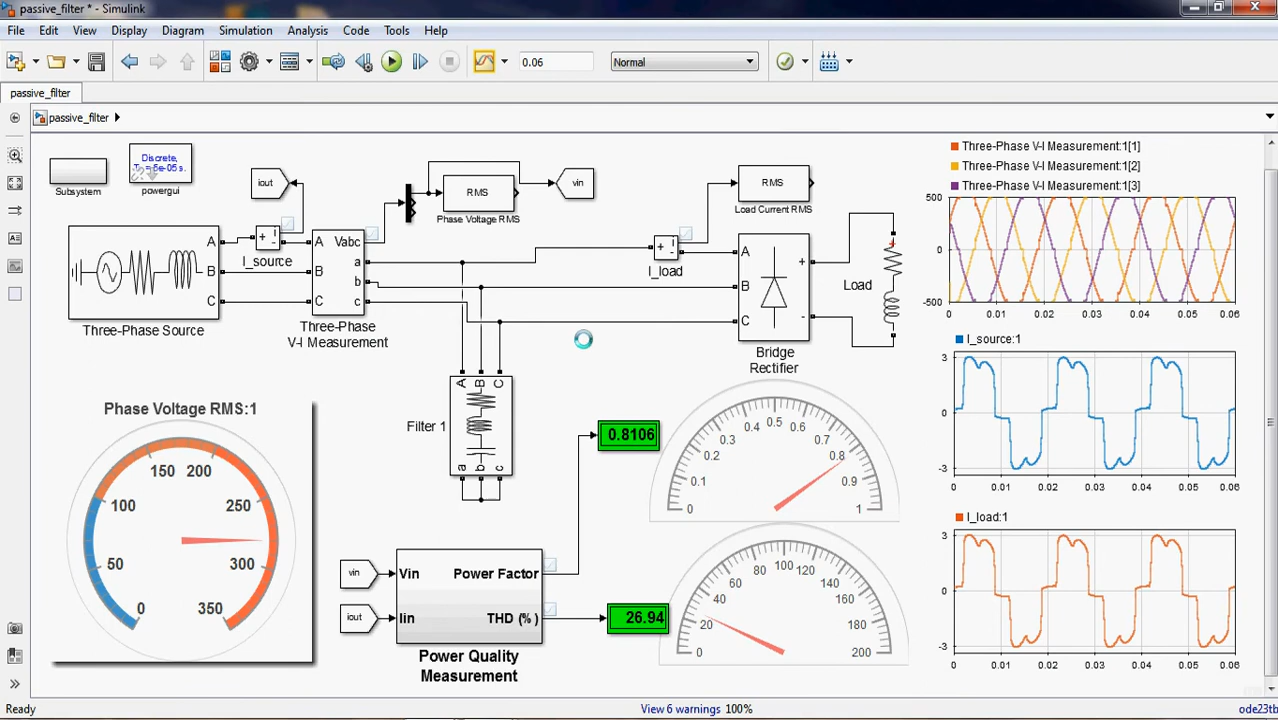 passive_filter * - Simulink
File Edit View Display Diagram Simulation Analysis Code Tools Help
0.06
Normal
passive_filter
passive_filter
Subsystem
Discrete,
powergui
iout
RMS
Phase Voltage RMS
vin
RMS
Load Current RMS
A
B
C
Three-Phase Source
+
-
I_source
A
B
C
Vabc
a
b
c
Three-Phase
V-I Measurement
+
-
I_load
A
B
C
+
-
Bridge
Rectifier
Load
+
A B C
Filter 1
a b c
Phase Voltage RMS:1
0
50
100
150
200
250
300
350
vin
iout
Vin
Iin
Power Factor
THD (%)
Power Quality
Measurement
0.8106
26.94
0
0.1
0.2
0.3
0.4
0.5
0.6
0.7
0.8
0.9
1
0
20
40
60
80
100
120
140
160
180
200
Three-Phase V-I Measurement:1[1]
Three-Phase V-I Measurement:1[2]
Three-Phase V-I Measurement:1[3]
500
0
-500
0 0.01 0.02 0.03 0.04 0.05 0.06
I_source:1
3
0
-3
0 0.01 0.02 0.03 0.04 0.05 0.06
I_load:1
3
0
-3
0 0.01 0.02 0.03 0.04 0.05 0.06
Ready
View 6 warnings 100%
ode23tb